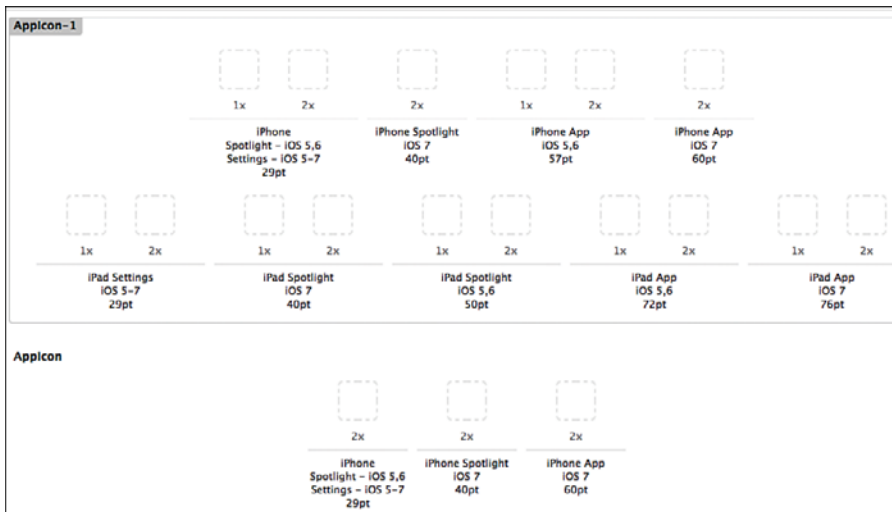 AppIcon-1
1x 2x 2x 1x 2x 2x
iPhone
Spotlight – iOS 5,6
Settings – iOS 5–7
29pt
iPhone Spotlight
iOS 7
40pt
iPhone App
iOS 5,6
57pt
iPhone App
iOS 7
60pt
1x 2x 1x 2x 1x 2x 1x 2x 1x 2x
iPad Settings
iOS 5–7
29pt
iPad Spotlight
iOS 7
40pt
iPad Spotlight
iOS 5,6
50pt
iPad App
iOS 5,6
72pt
iPad App
iOS 7
76pt
AppIcon
2x 2x 2x
iPhone
Spotlight – iOS 5,6
Settings – iOS 5–7
29pt
iPhone Spotlight
iOS 7
40pt
iPhone App
iOS 7
60pt